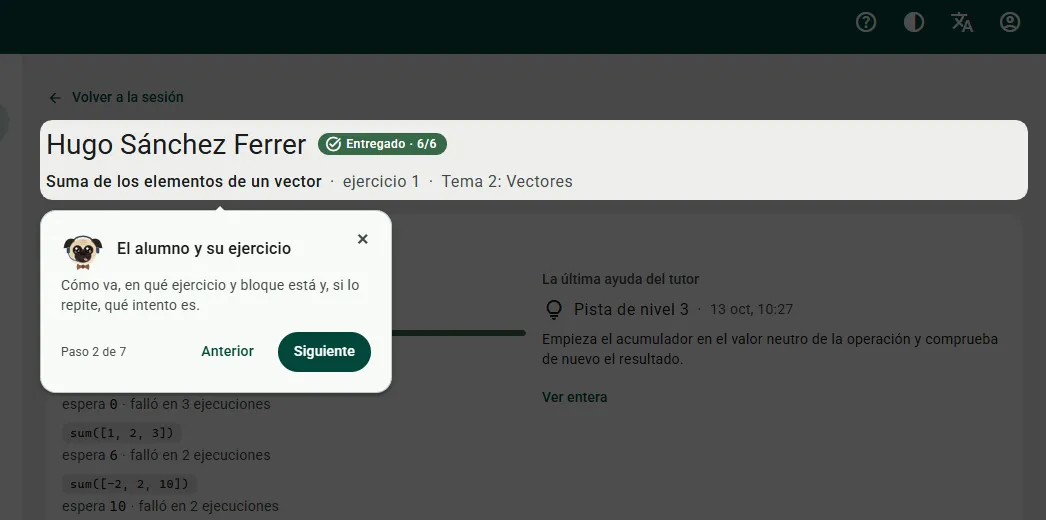 Volver a la sesión
Hugo Sánchez Ferrer
Entregado · 6/6
Suma de los elementos de un vector · ejercicio 1 · Tema 2: Vectores
El alumno y su ejercicio
Cómo va, en qué ejercicio y bloque está y, si lo
repite, qué intento es.
Paso 2 de 7
Anterior
Siguiente
espera 0 · falló en 3 ejecuciones
sum([1, 2, 3])
espera 6 · falló en 2 ejecuciones
sum([-2, 2, 10])
espera 10 · falló en 2 ejecuciones
La última ayuda del tutor
Pista de nivel 3 · 13 oct, 10:27
Empieza el acumulador en el valor neutro de la operación y comprueba
de nuevo el resultado.
Ver entera